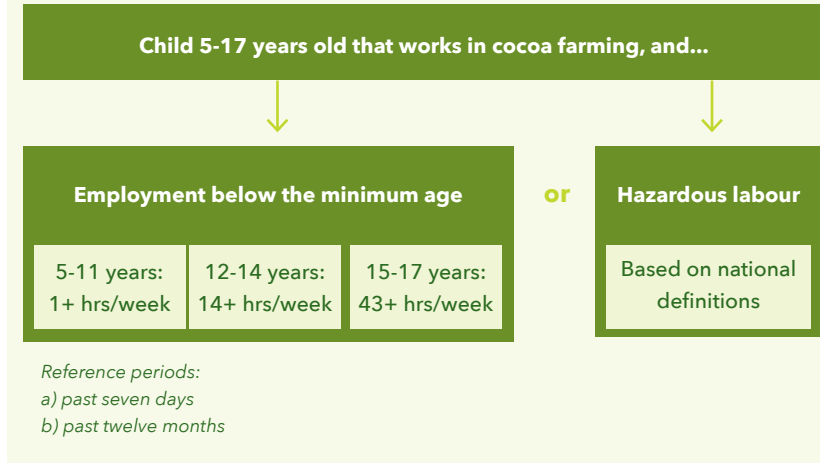 Child 5-17 years old that works in cocoa farming, and...
Employment below the minimum age
or
Hazardous labour
5-11 years:
1+ hrs/week
12-14 years:
14+ hrs/week
15-17 years:
43+ hrs/week
Based on national
definitions
Reference periods:
a) past seven days
b) past twelve months